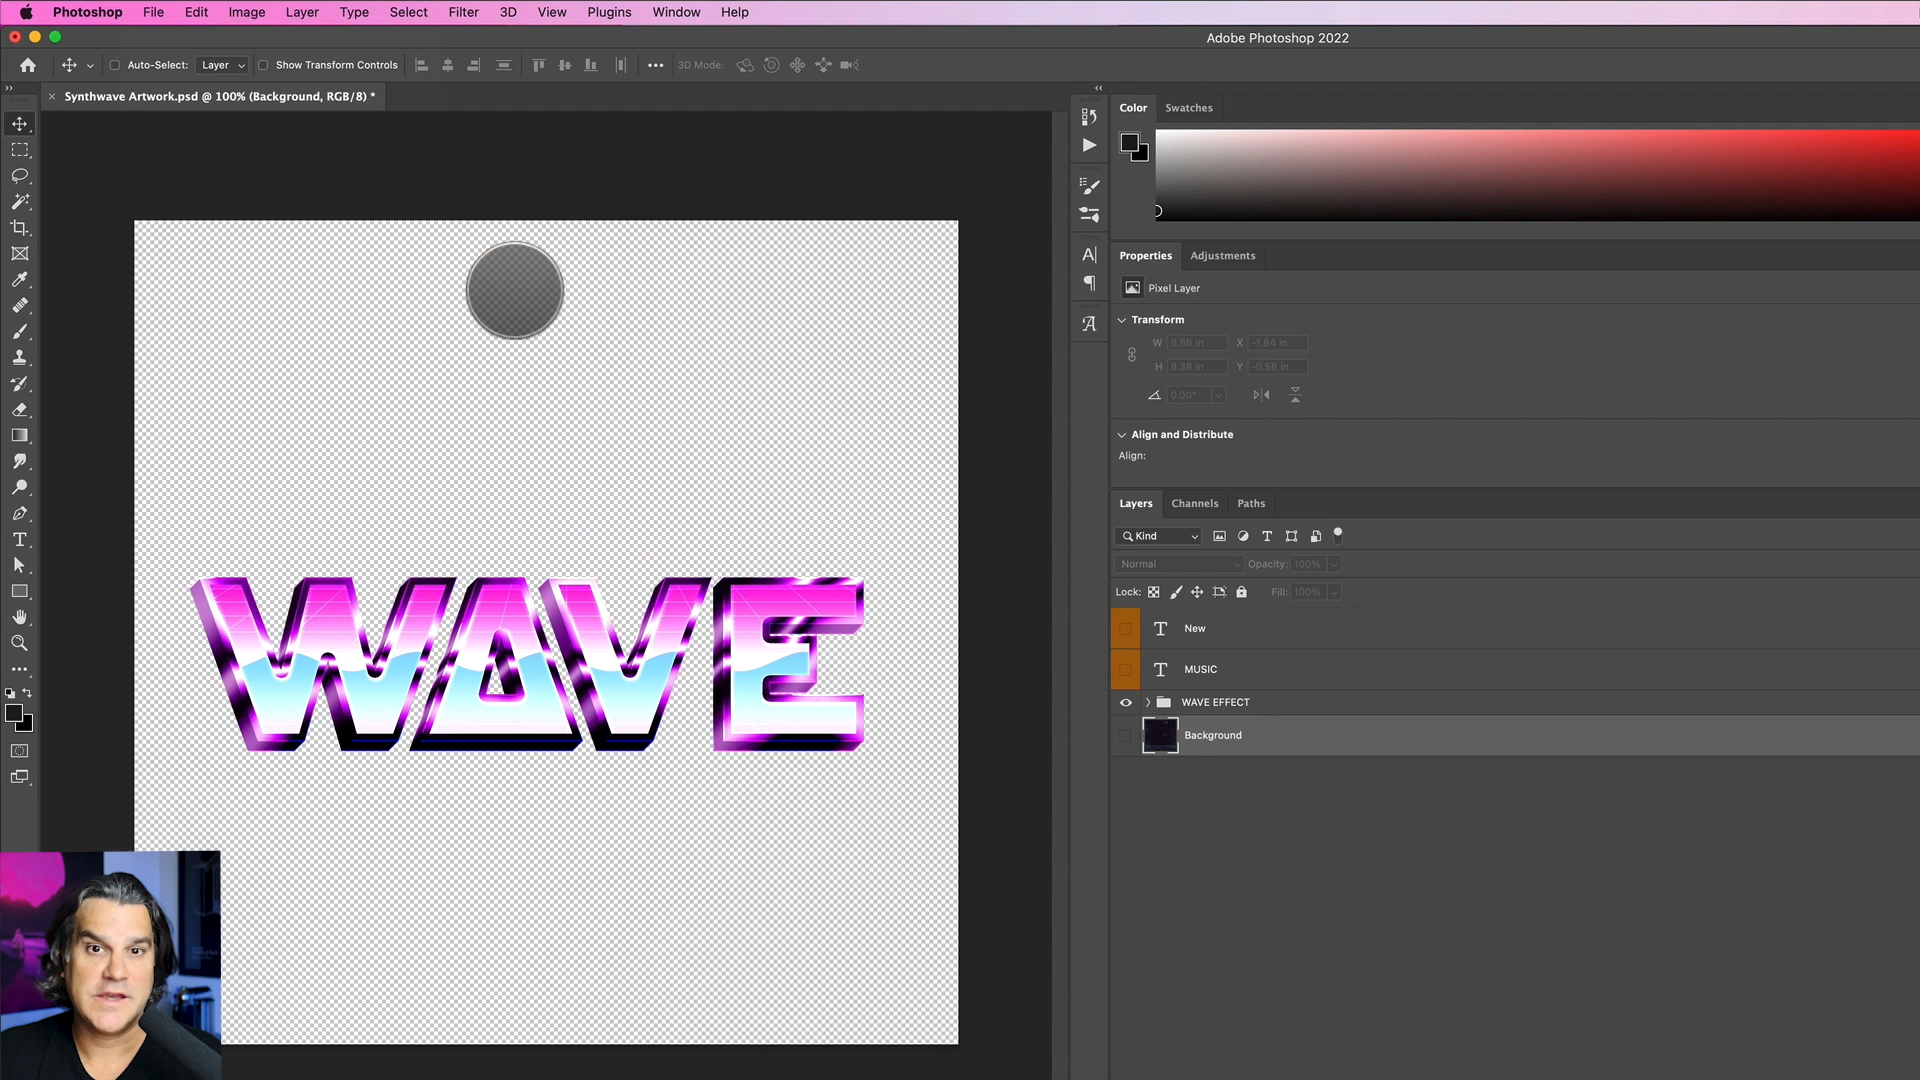 Photoshop File Edit Image Layer Type Select Filter 3D View Plugins Window Help
Adobe Photoshop 2022
Auto-Select: Layer Show Transform Controls ••• 3D Mode:
Synthwave Artwork.psd @ 100% (Background, RGB/8) *
Color Swatches
Properties Adjustments
Pixel Layer
Transform
W 8.86 in X -1.84 in
H 8.38 in Y -0.58 in
0.00°
Align and Distribute
Align:
Layers Channels Paths
Kind
Normal Opacity: 100%
Lock: Fill: 100%
New
MUSIC
WAVE EFFECT
Background
WAVE